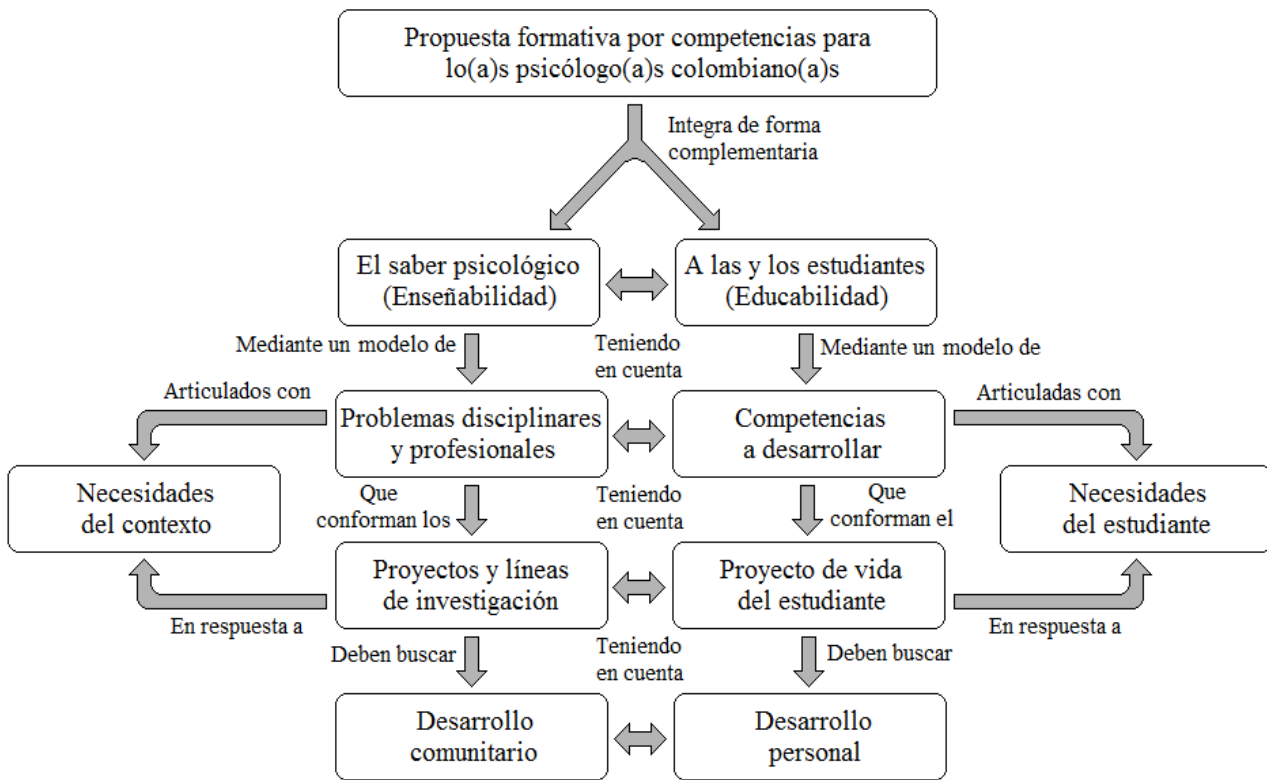 Propuesta formativa por competencias para
lo(a)s psicólogo(a)s colombiano(a)s
Integra de forma
complementaria
El saber psicológico
(Enseñabilidad)
A las y los estudiantes
(Educabilidad)
Mediante un modelo de
Teniendo
en cuenta
Mediante un modelo de
Articulados con
Problemas disciplinares
y profesionales
Competencias
a desarrollar
Articuladas con
Necesidades
del contexto
Que
conforman los
Teniendo
en cuenta
Que
conforman el
Necesidades
del estudiante
Proyectos y líneas
de investigación
Proyecto de vida
del estudiante
En respuesta a
Deben buscar
Teniendo
en cuenta
Deben buscar
En respuesta a
Desarrollo
comunitario
Desarrollo
personal